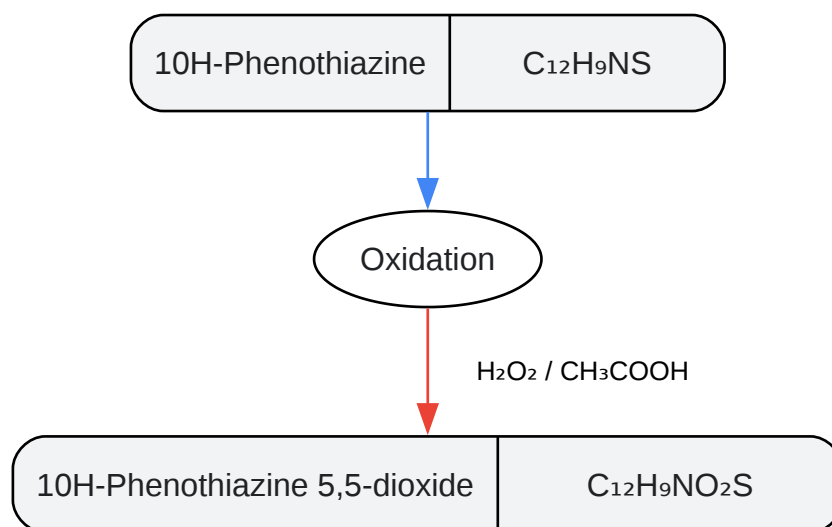 10H-Phenothiazine C₁₂H₉NS
Oxidation
H₂O₂ / CH₃COOH
10H-Phenothiazine 5,5-dioxide C₁₂H₉NO₂S